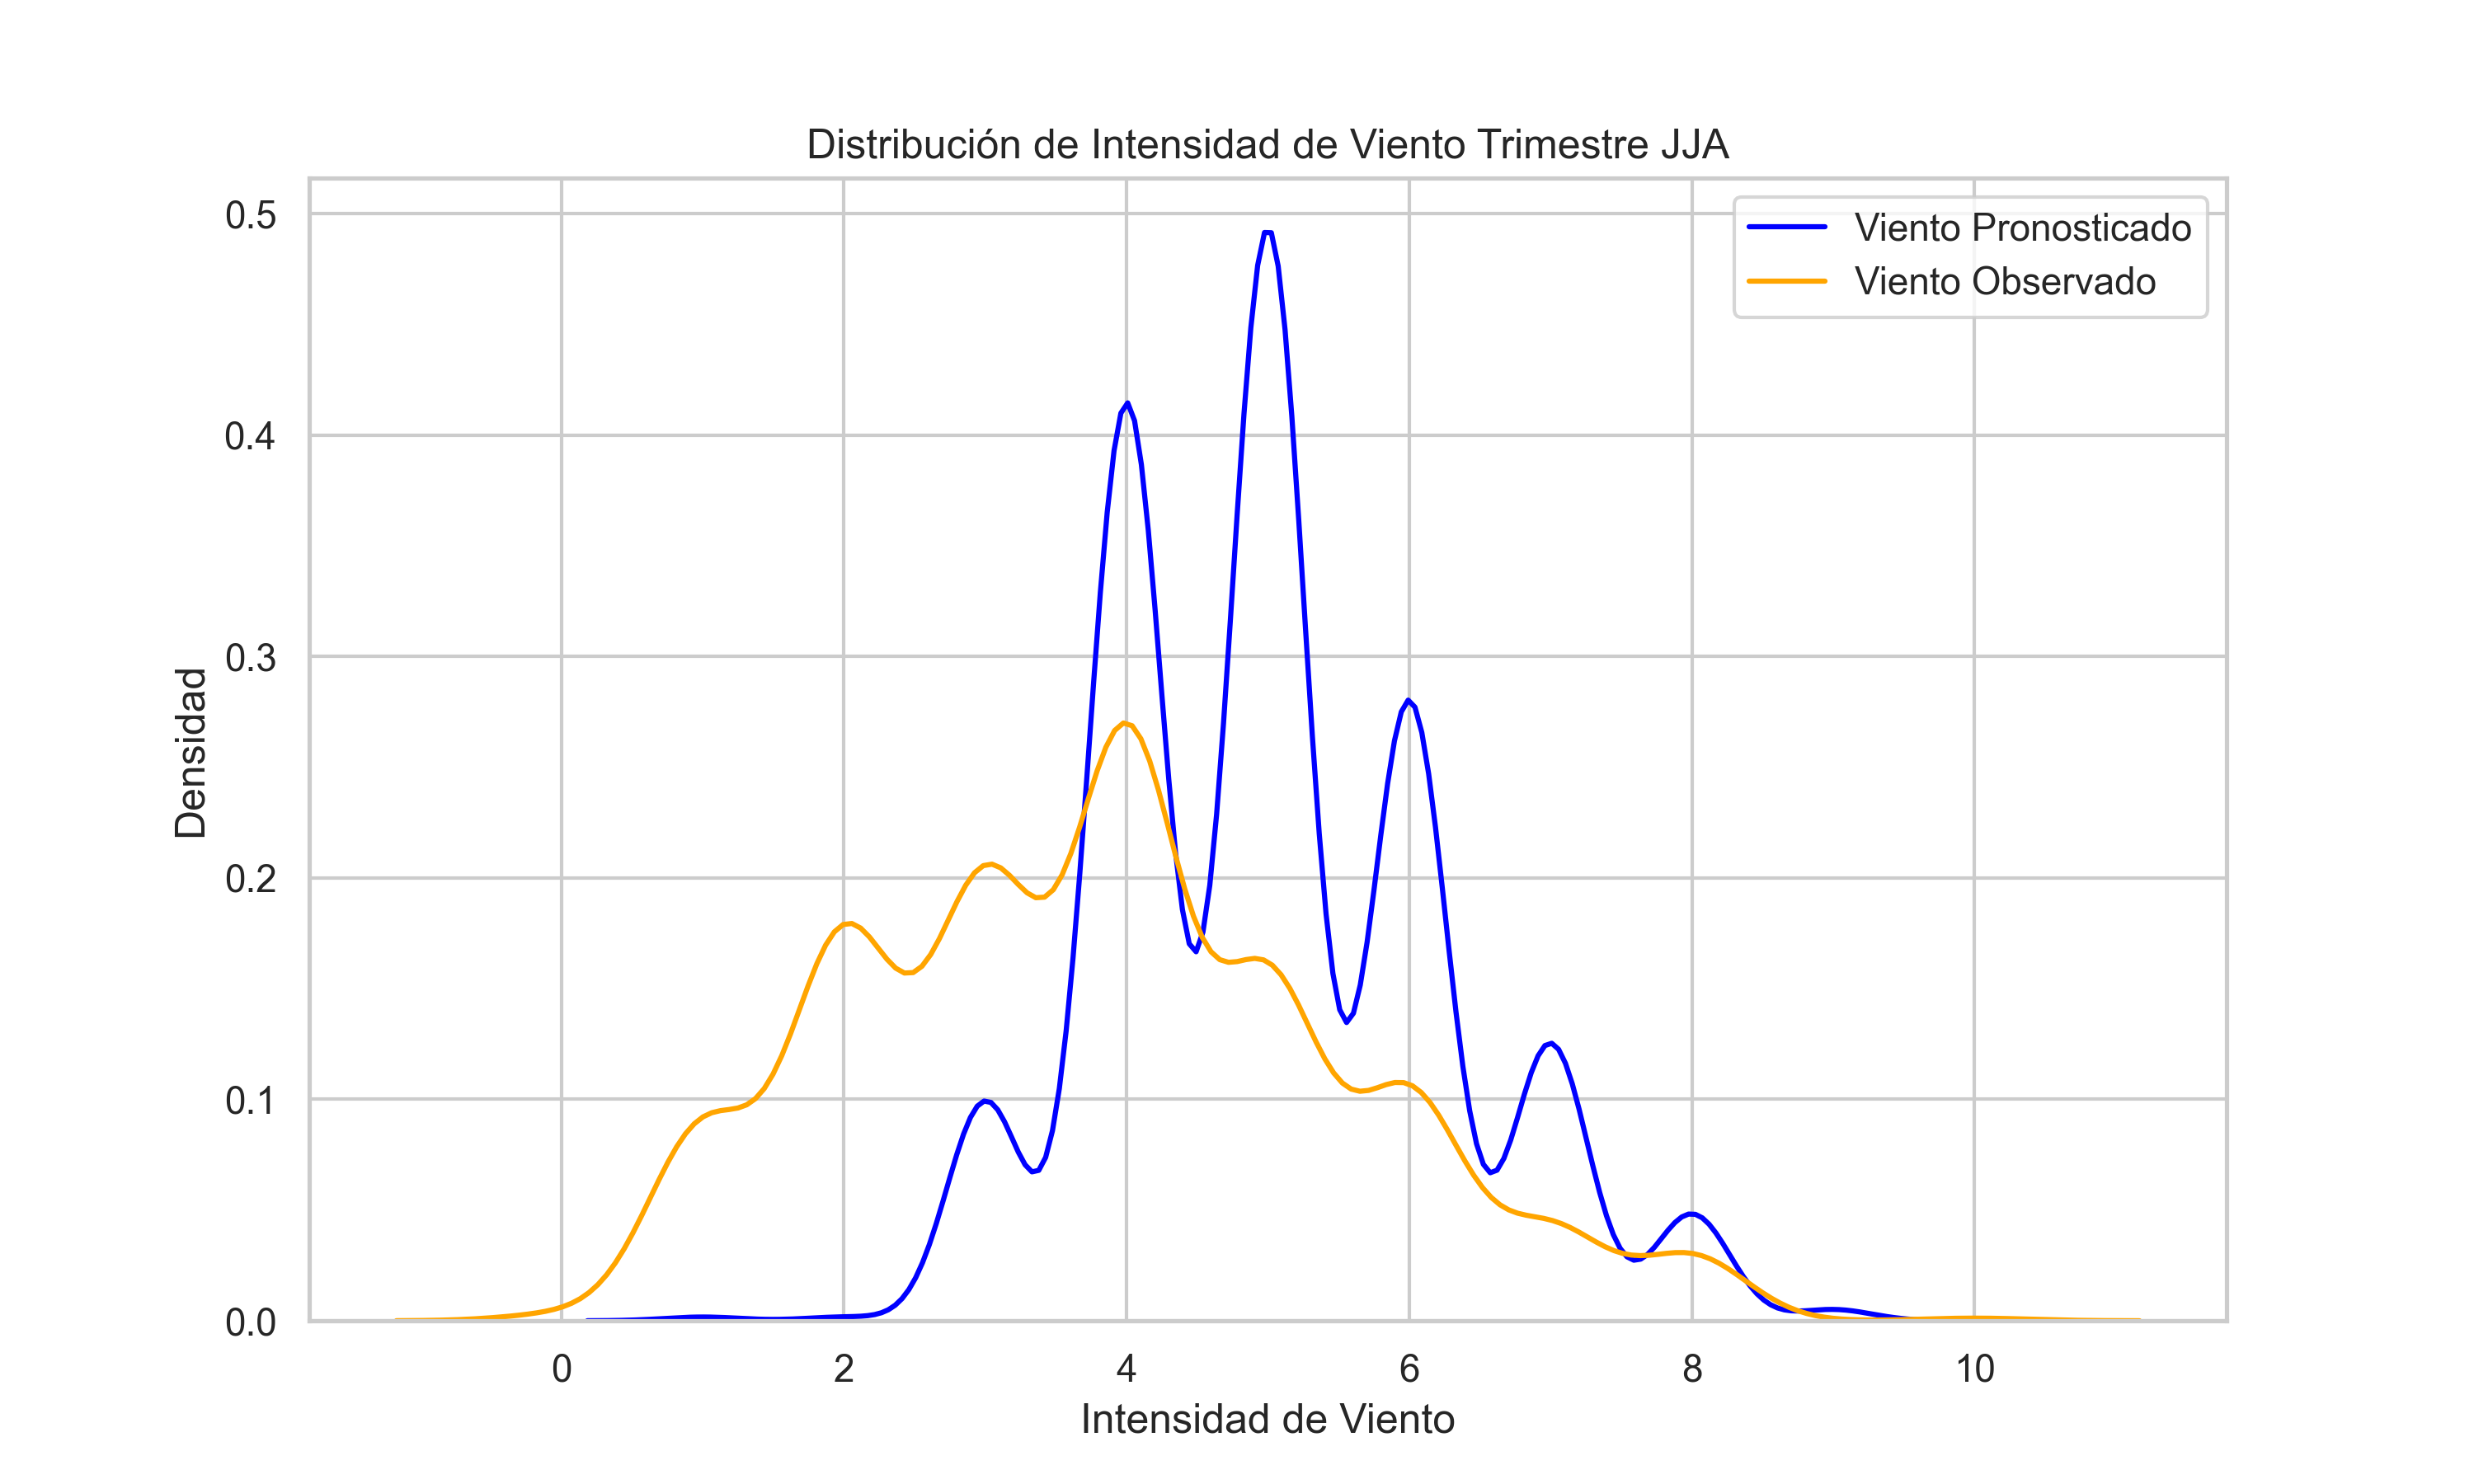 Distribución de Intensidad de Viento Trimestre JJA
Viento Pronosticado
Viento Observado
0.5
0.4
0.3
0.2
0.1
0.0
Densidad
0 2 4 6 8 10
Intensidad de Viento